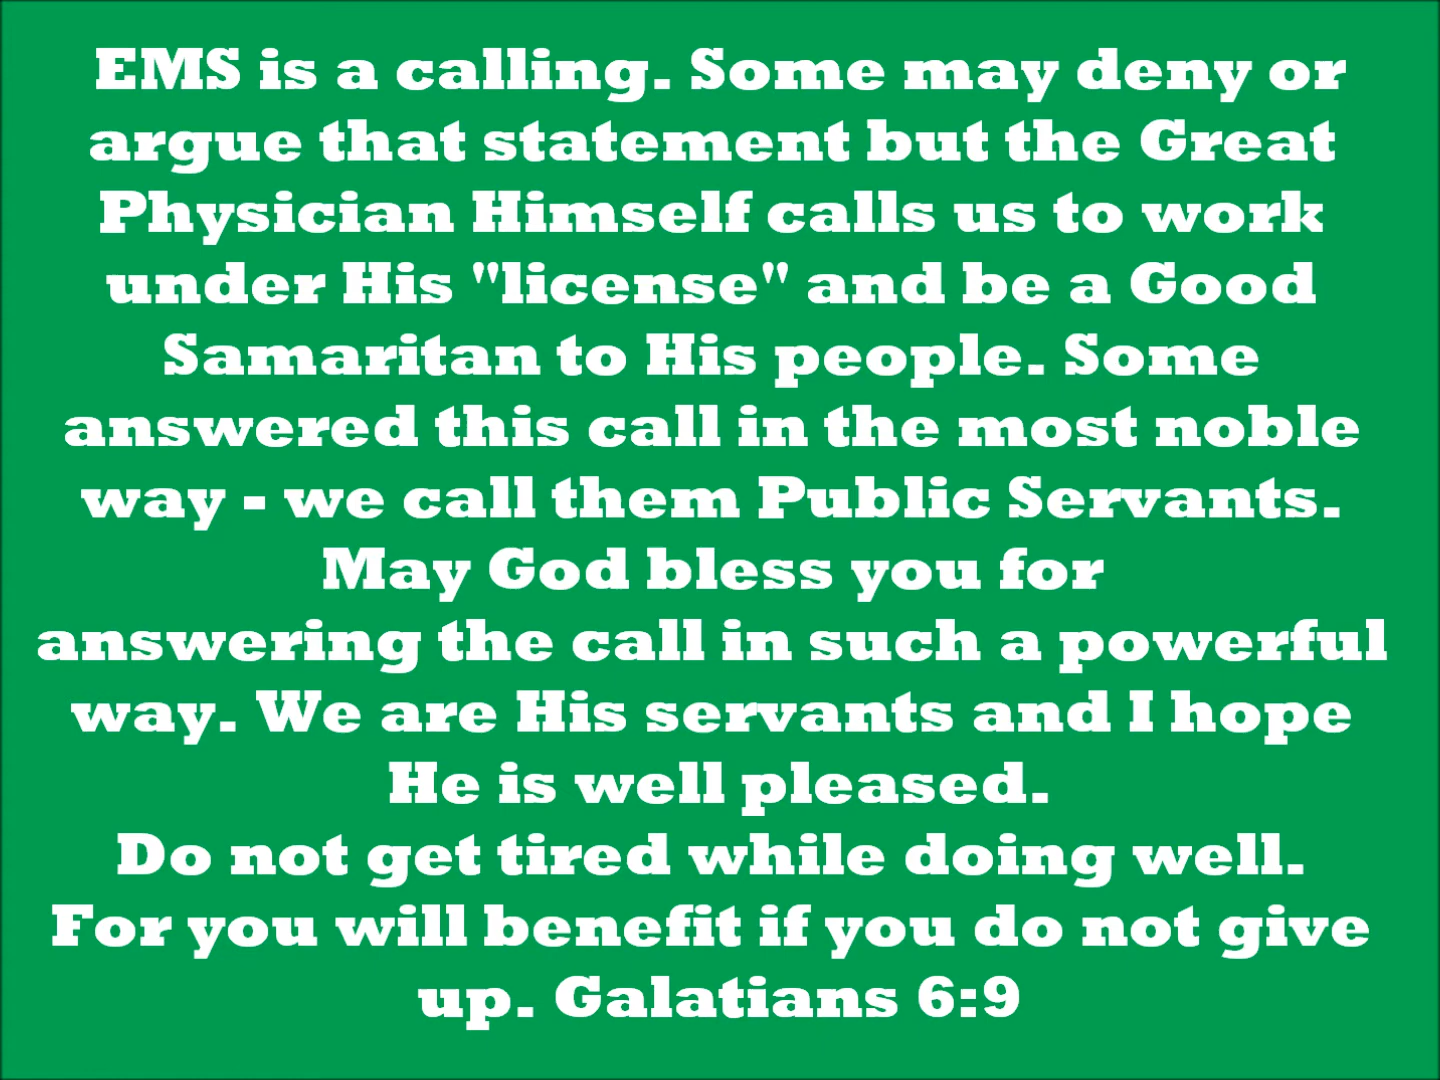 EMS is a calling. Some may deny or
argue that statement but the Great
Physician Himself calls us to work
under His "license" and be a Good
Samaritan to His people. Some
answered this call in the most noble
way - we call them Public Servants.
May God bless you for
answering the call in such a powerful
way. We are His servants and I hope
He is well pleased.
Do not get tired while doing well.
For you will benefit if you do not give
up. Galatians 6:9